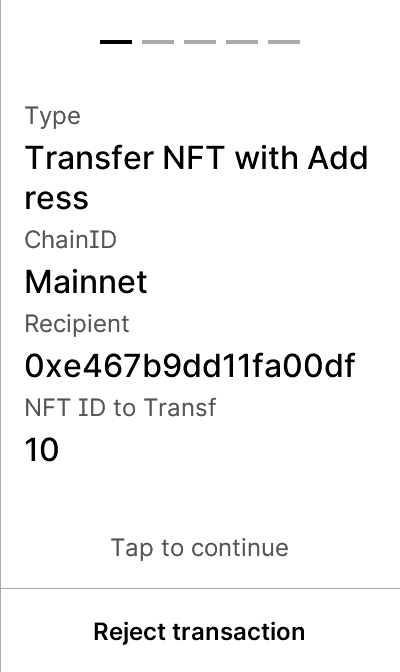 Type
Transfer NFT with Add
ress
ChainID
Mainnet
Recipient
0xe467b9dd11fa00df
NFT ID to Transf
10
Tap to continue
Reject transaction